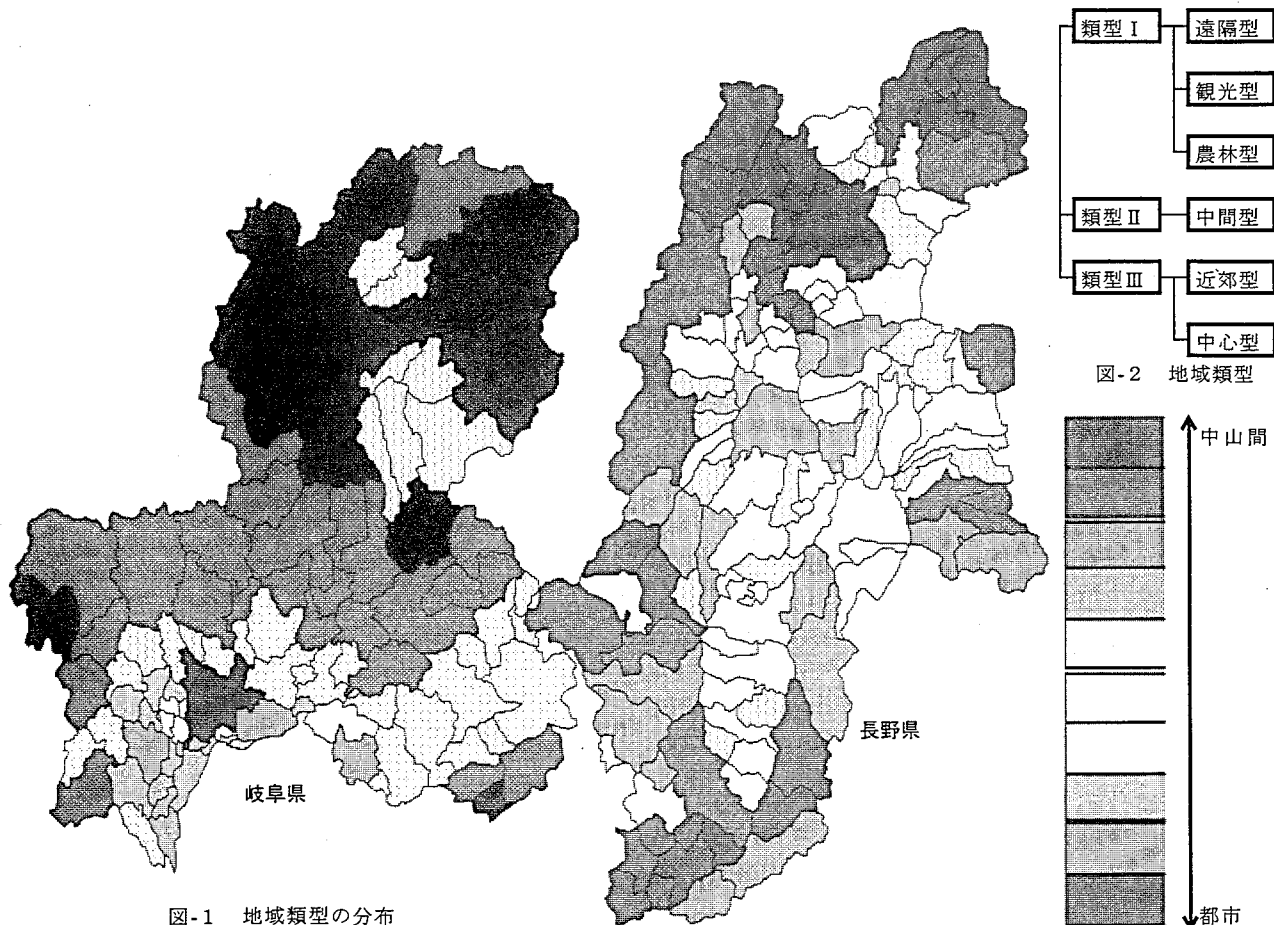 類型Ⅰ
遠隔型
観光型
農林型
類型Ⅱ
中間型
類型Ⅲ
近郊型
中心型
図-2 地域類型
中山間
都市
長野県
岐阜県
図-1 地域類型の分布